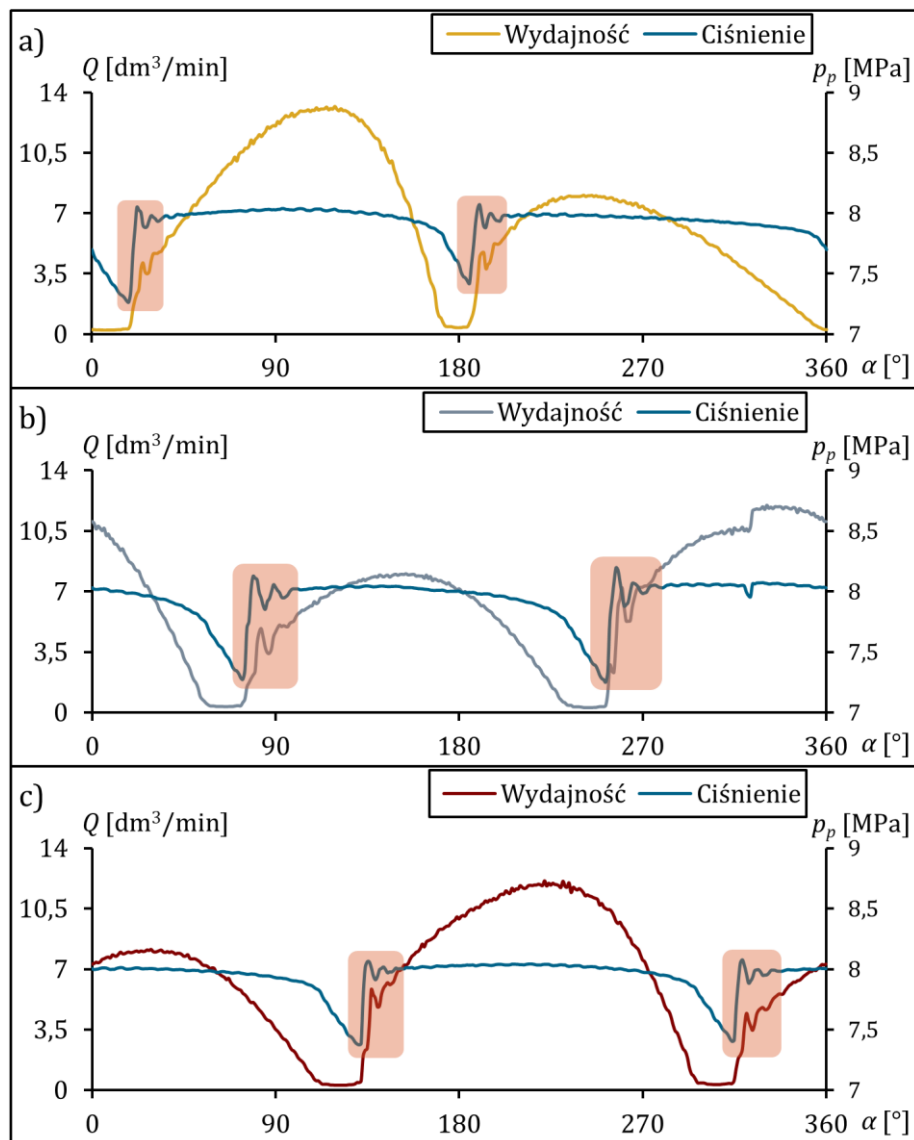 a)
Wydajność Ciśnienie
Q [dm³/min] pₚ [MPa]
14 9
10,5 8,5
7 8
3,5 7,5
0 7
0 90 180 270 360 α [°]
b)
Wydajność Ciśnienie
Q [dm³/min] pₚ [MPa]
14 9
10,5 8,5
7 8
3,5 7,5
0 7
0 90 180 270 360 α [°]
c)
Wydajność Ciśnienie
Q [dm³/min] pₚ [MPa]
14 9
10,5 8,5
7 8
3,5 7,5
0 7
0 90 180 270 360 α [°]